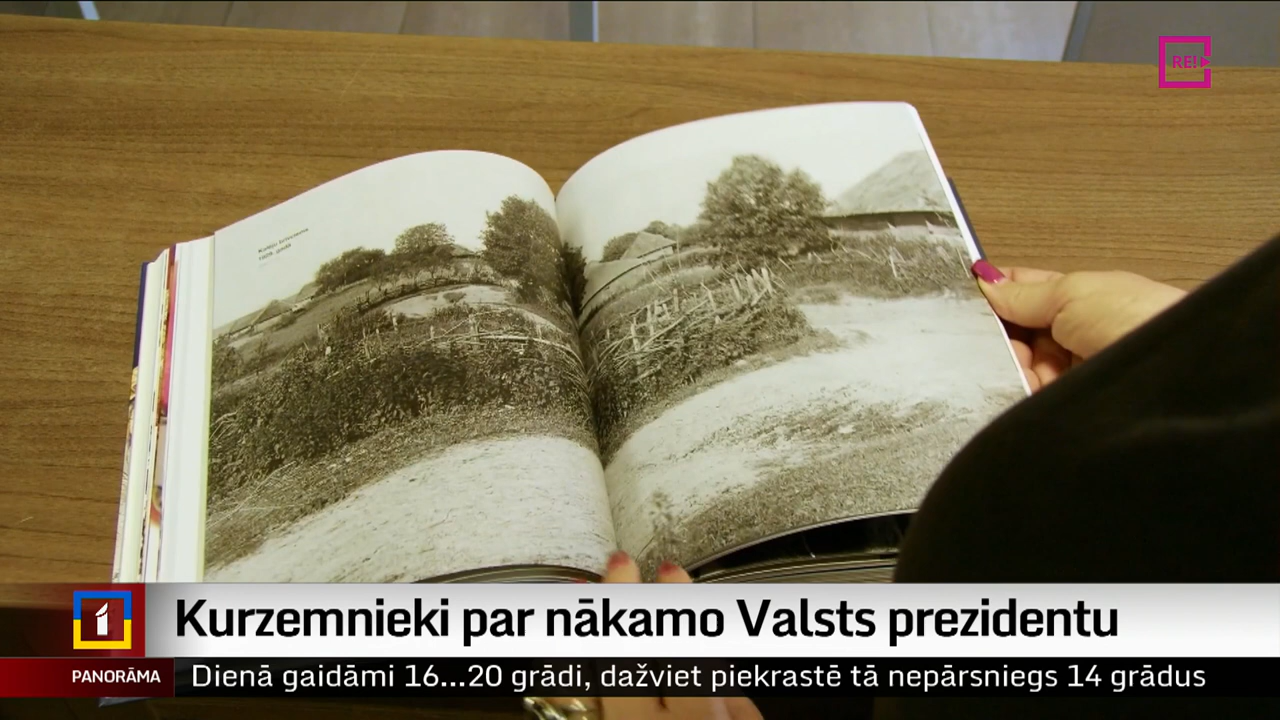 RE!
1
Kurzemnieki par nākamo Valsts prezidentu
PANORĀMA
Dienā gaidāmi 16...20 grādi, dažviet piekrastē tā nepārsniegs 14 grādus